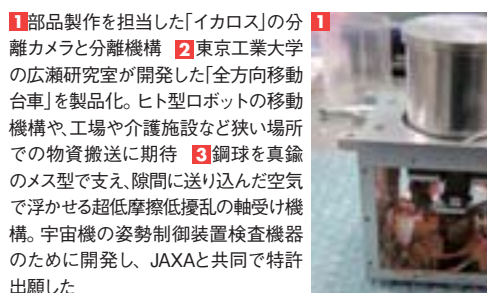 1部品製作を担当した「イカロス」の分
離カメラと分離機構 2東京工業大学
の広瀬研究室が開発した「全方向移動
台車」を製品化。ヒト型ロボットの移動
機構や、工場や介護施設など狭い場所
での物資搬送に期待 3鋼球を真鍮
のメス型で支え、隙間に送り込んだ空気
で浮かせる超低摩擦低擾乱の軸受け機
構。宇宙機の姿勢制御装置検査機器
のために開発し、JAXAと共同で特許
出願した
1